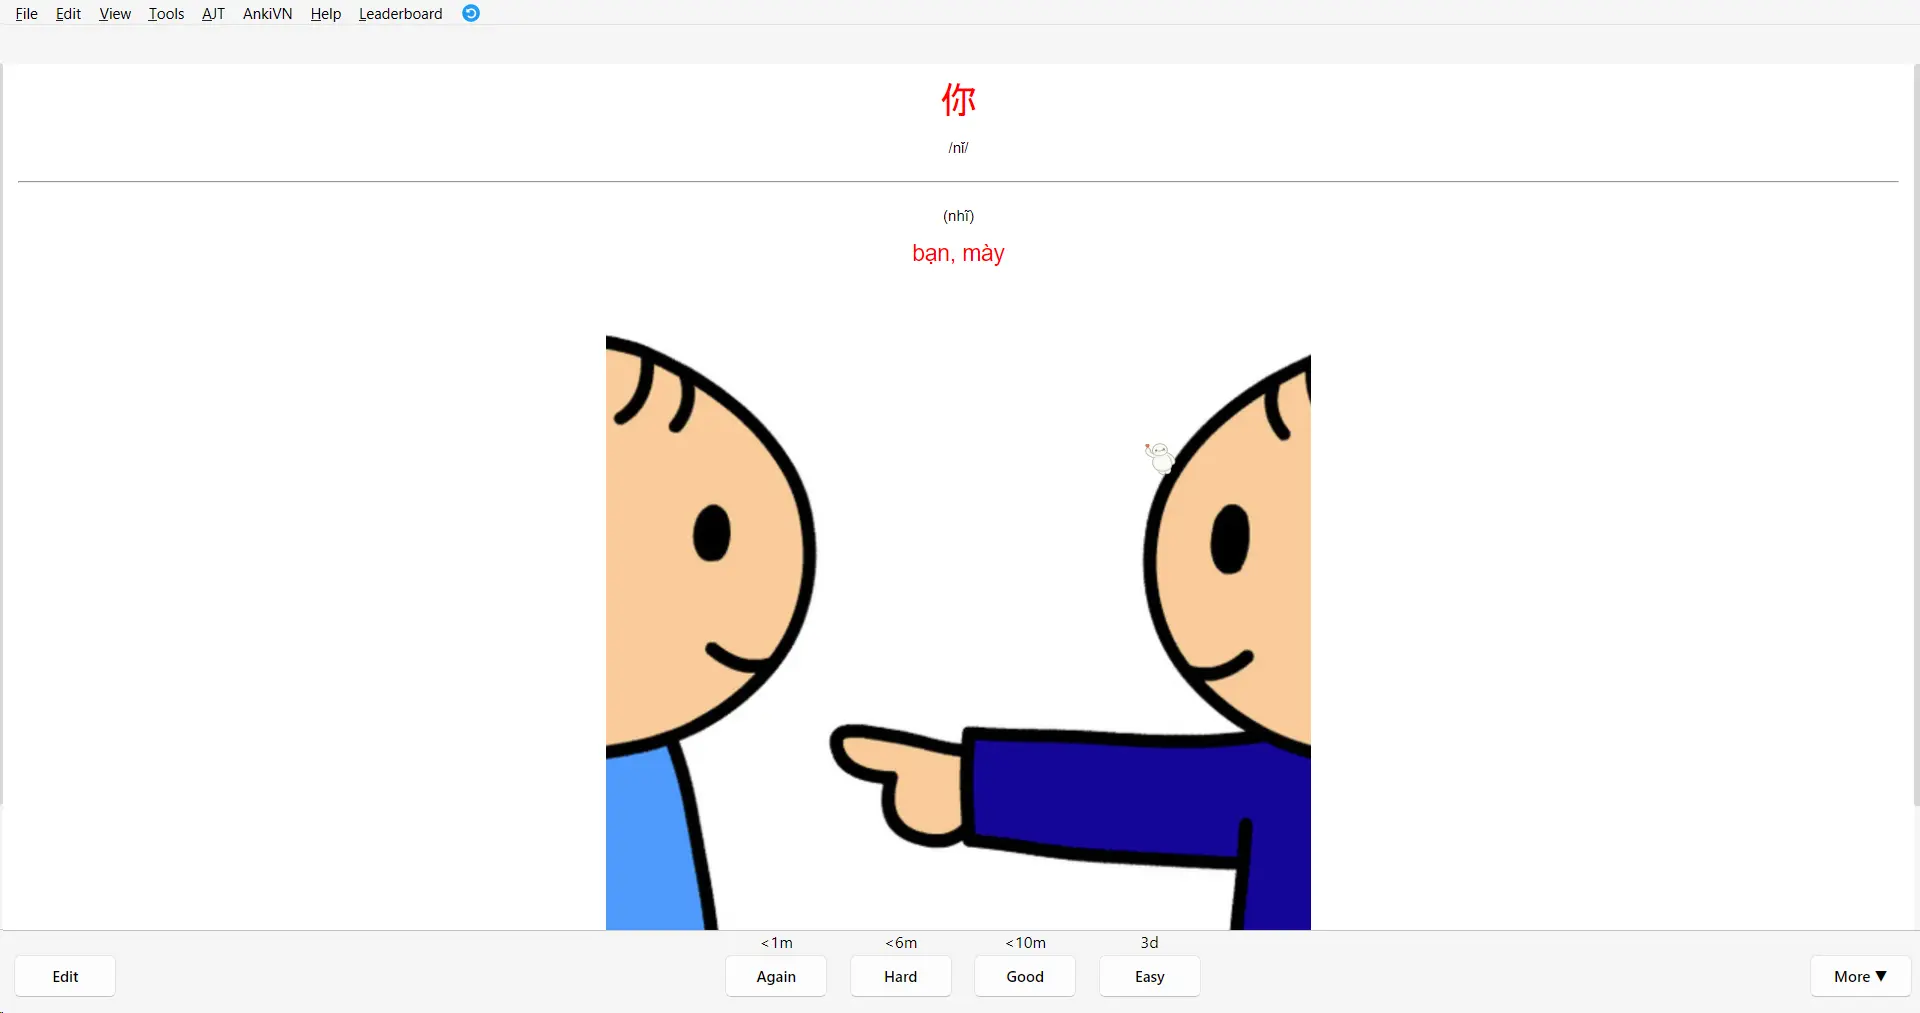 File Edit View Tools AJT AnkiVN Help Leaderboard
你
/nǐ/
(nhĩ)
bạn, mày
<1m <6m <10m 3d
Edit Again Hard Good Easy More ▼